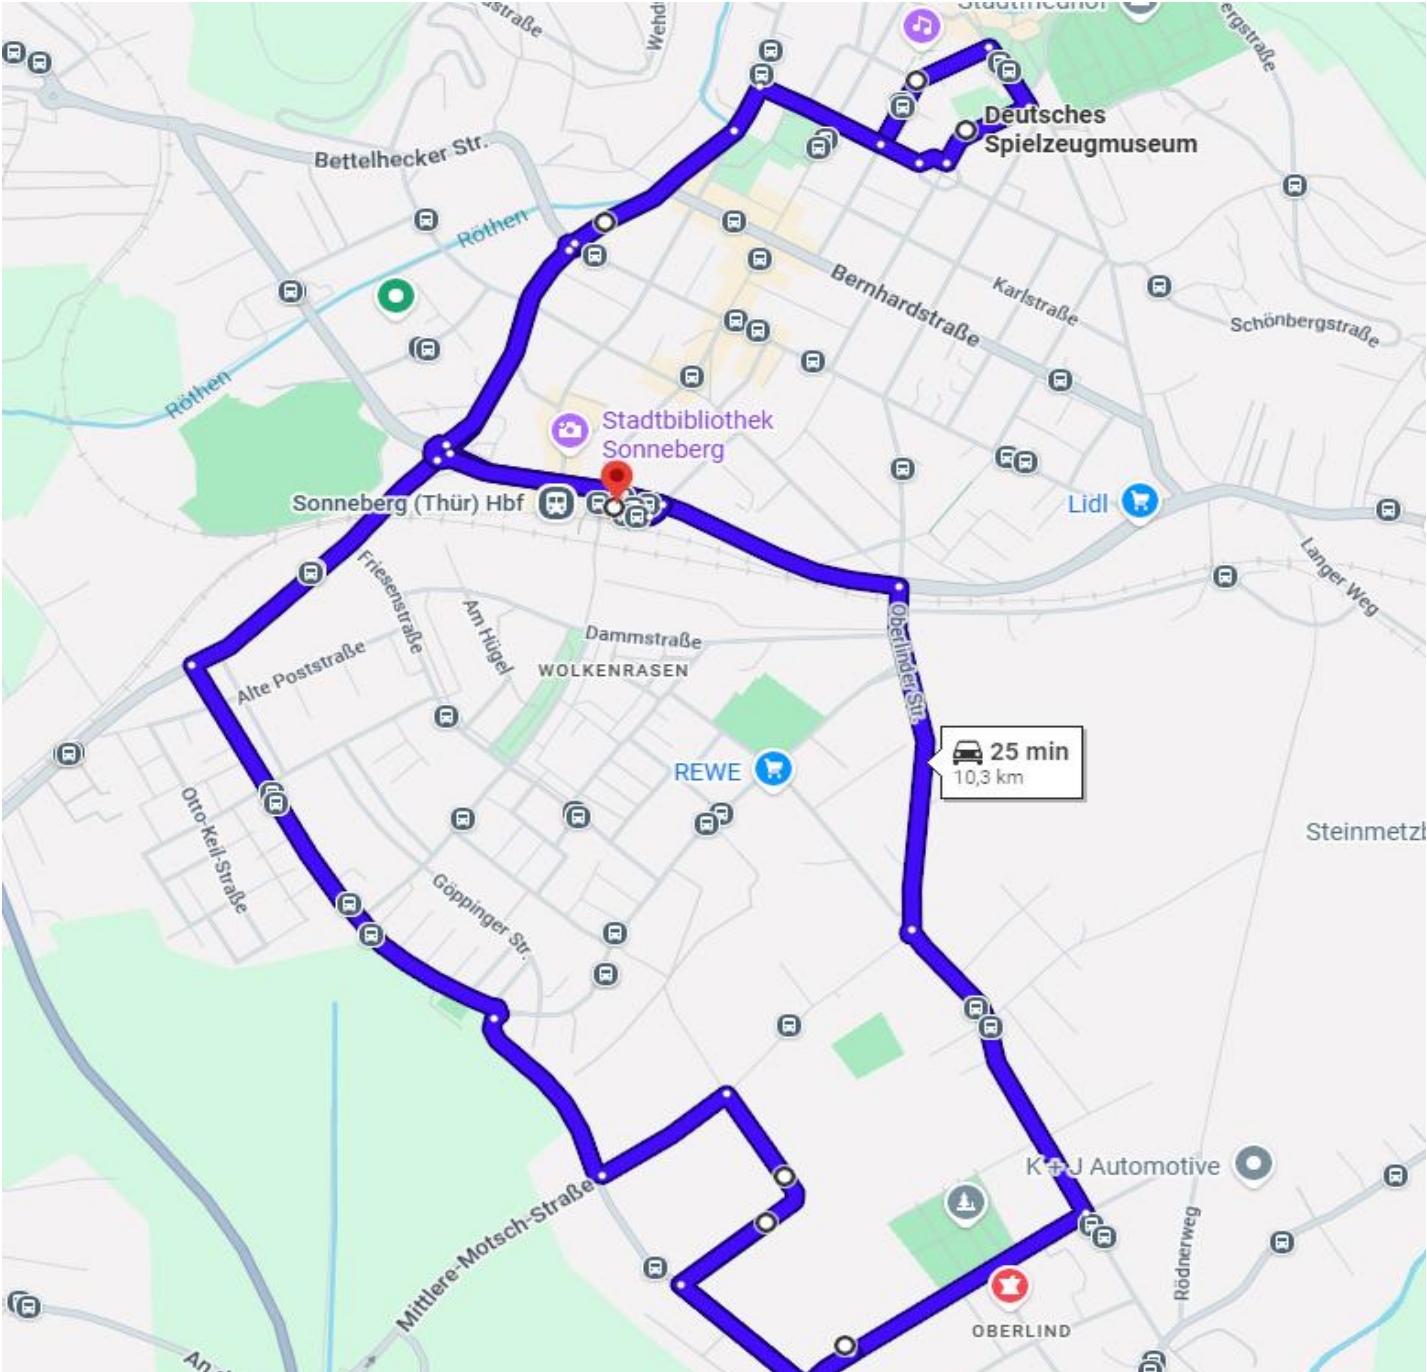 Stadtfriedhof
Bettelhecker Str.
Deutsches
Spielzeugmuseum
Röthen
Bernhardstraße
Karlstraße
Schönbergstraße
Röthen
Stadtbibliothek
Sonneberg
Sonneberg (Thür) Hbf
Lidl
Langer Weg
Friesenstraße
Am Hügel
Dammstraße
Oberlinder Str.
WOLKENRASEN
Alte Poststraße
25 min
10,3 km
REWE
Otto-Keil-Straße
Steinmetzb
Göppinger Str.
K + J Automotive
Mittlere-Motsch-Straße
Rödnerweg
OBERLIND